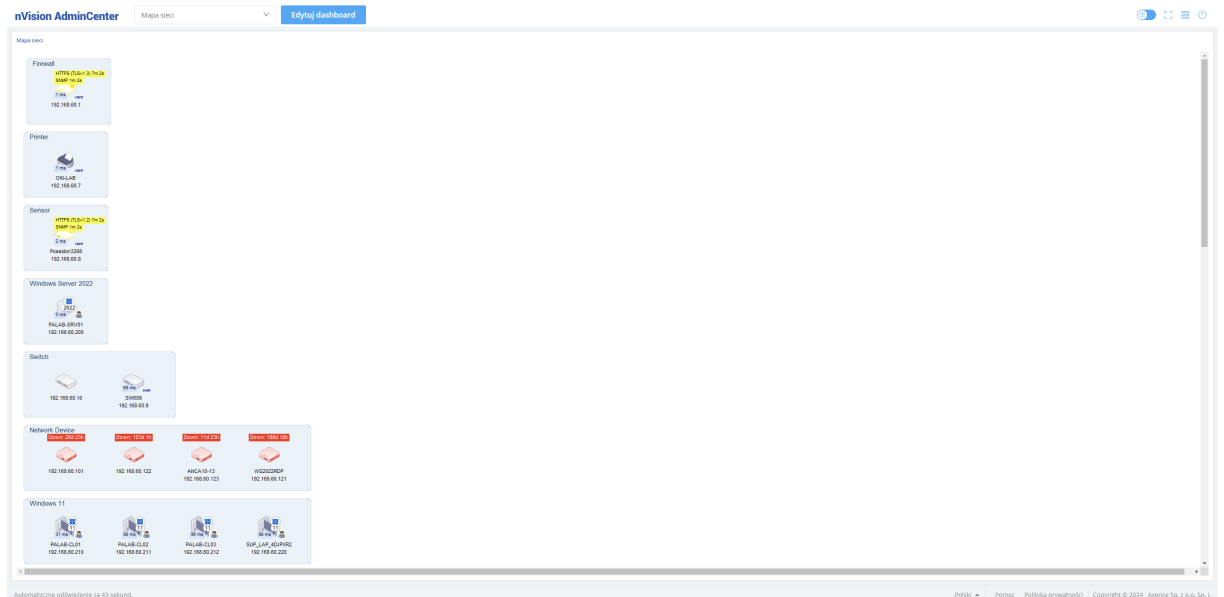 nVision AdminCenter
Mapa sieci
Edytuj dashboard
Mapa sieci
Firewall
HTTPS (TLSv1.3) 7m 2s
SNMP 1m 2s
1 ms
192.168.60.1
Printer
1 ms
OKI-LAB
192.168.60.7
Sensor
HTTPS (TLSv1.2) 7m 2s
SNMP 1m 2s
2 ms
Poseidon3266
192.168.60.8
Windows Server 2022
2022
0 ms
PALAB-SRV01
192.168.60.200
Switch
192.168.60.10
SW609
192.168.60.9
Network Device
Down: 26d 23h
Down: 103d 1h
Down: 11d 23h
192.168.60.101
192.168.60.122
ANCA10-13
192.168.60.123
WS2022RDP
192.168.60.121
Windows 11
11
11
11
11
31 ms
PALAB-CL01
192.168.60.210
PALAB-CL02
192.168.60.211
PALAB-CL03
192.168.60.212
SUP_LAP_4DJPXR2
192.168.60.220
Automatyczne odświeżenie za 43 sekund.
Polski
Pomoc
Polityka prywatności
Copyright © 2024 Axence Sp. z o.o. Sp. j.